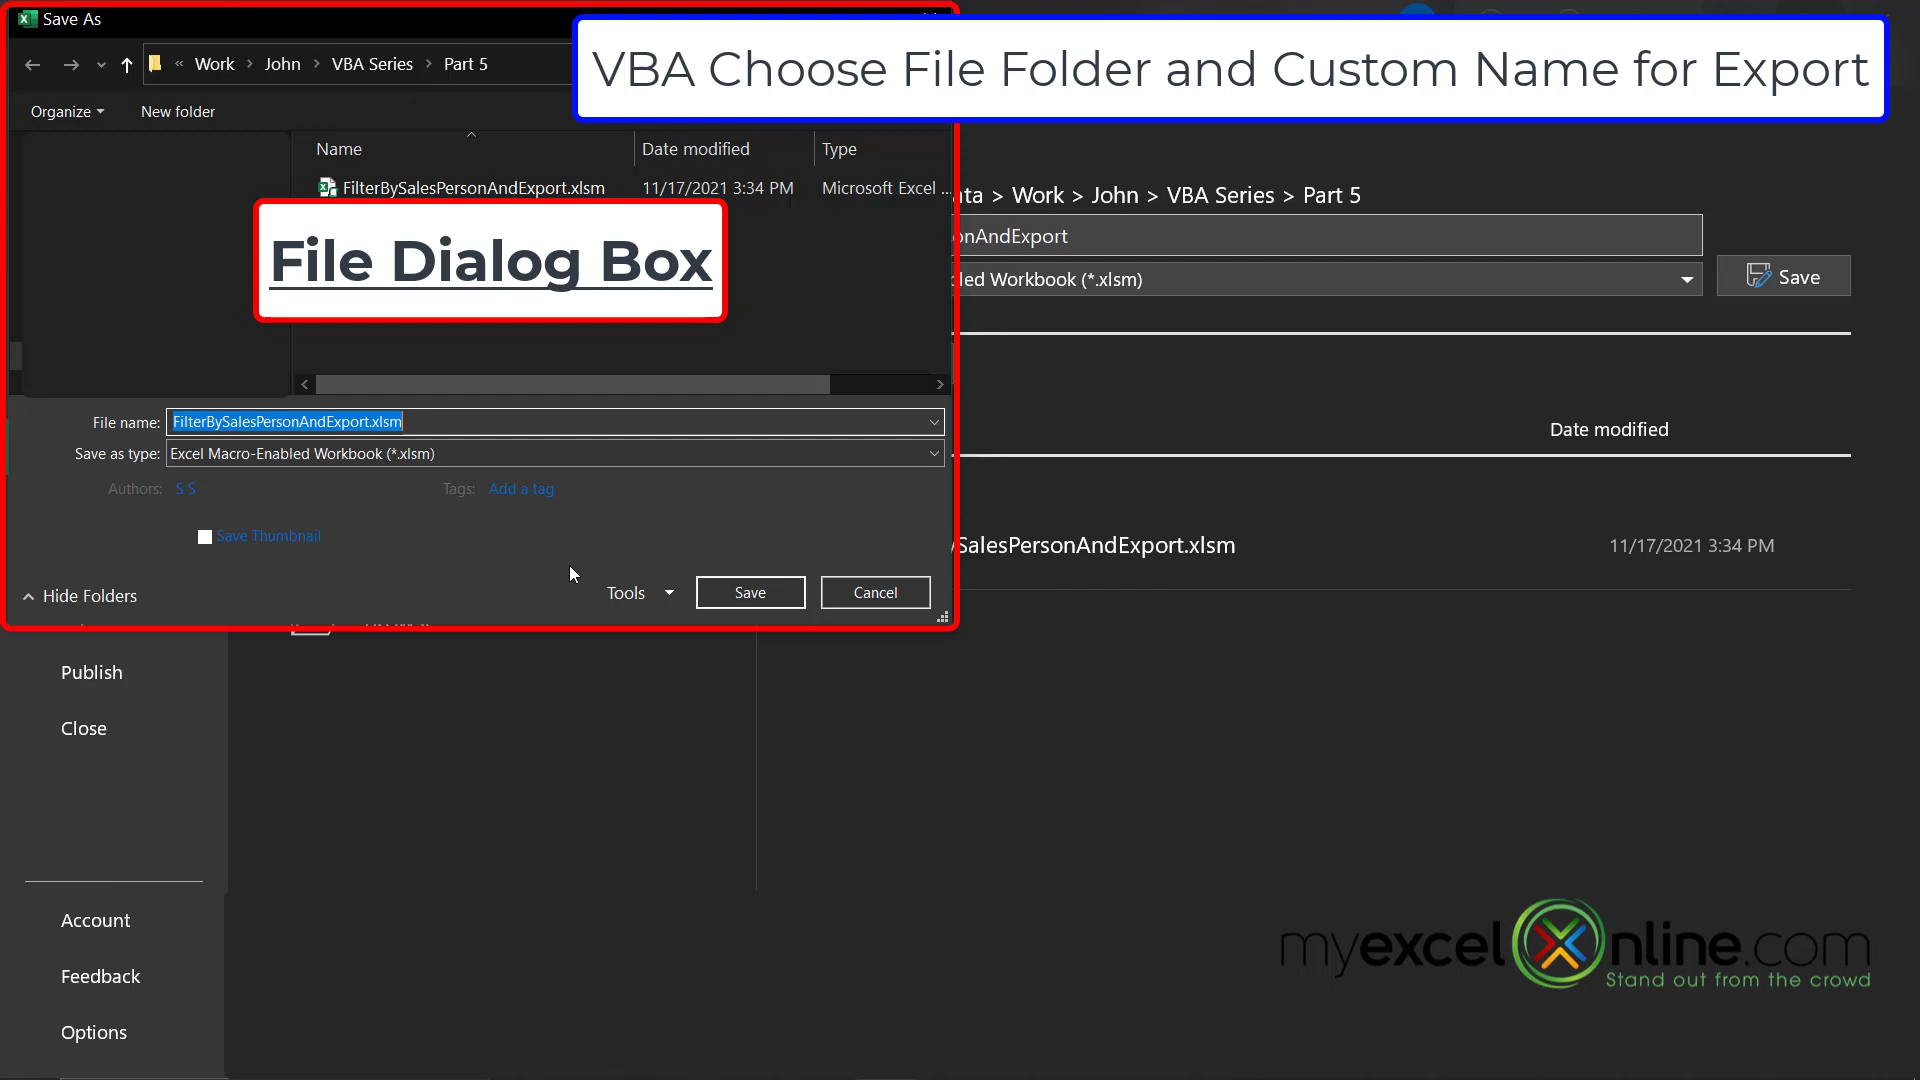 Save As
VBA Choose File Folder and Custom Name for Export
« Work > John > VBA Series > Part 5
Organize
New folder
Name
Date modified
Type
FilterBySalesPersonAndExport.xlsm
11/17/2021 3:34 PM
Microsoft Excel ...
File Dialog Box
> Work > John > VBA Series > Part 5
onAndExport
Workbook (*.xlsm)
Save
File name: FilterBySalesPersonAndExport.xlsm
Save as type: Excel Macro-Enabled Workbook (*.xlsm)
Authors: S S
Tags: Add a tag
Save Thumbnail
Hide Folders
Tools
Save
Cancel
Date modified
SalesPersonAndExport.xlsm
11/17/2021 3:34 PM
Publish
Close
Account
Feedback
Options
myexcelOnline.com
Stand out from the crowd